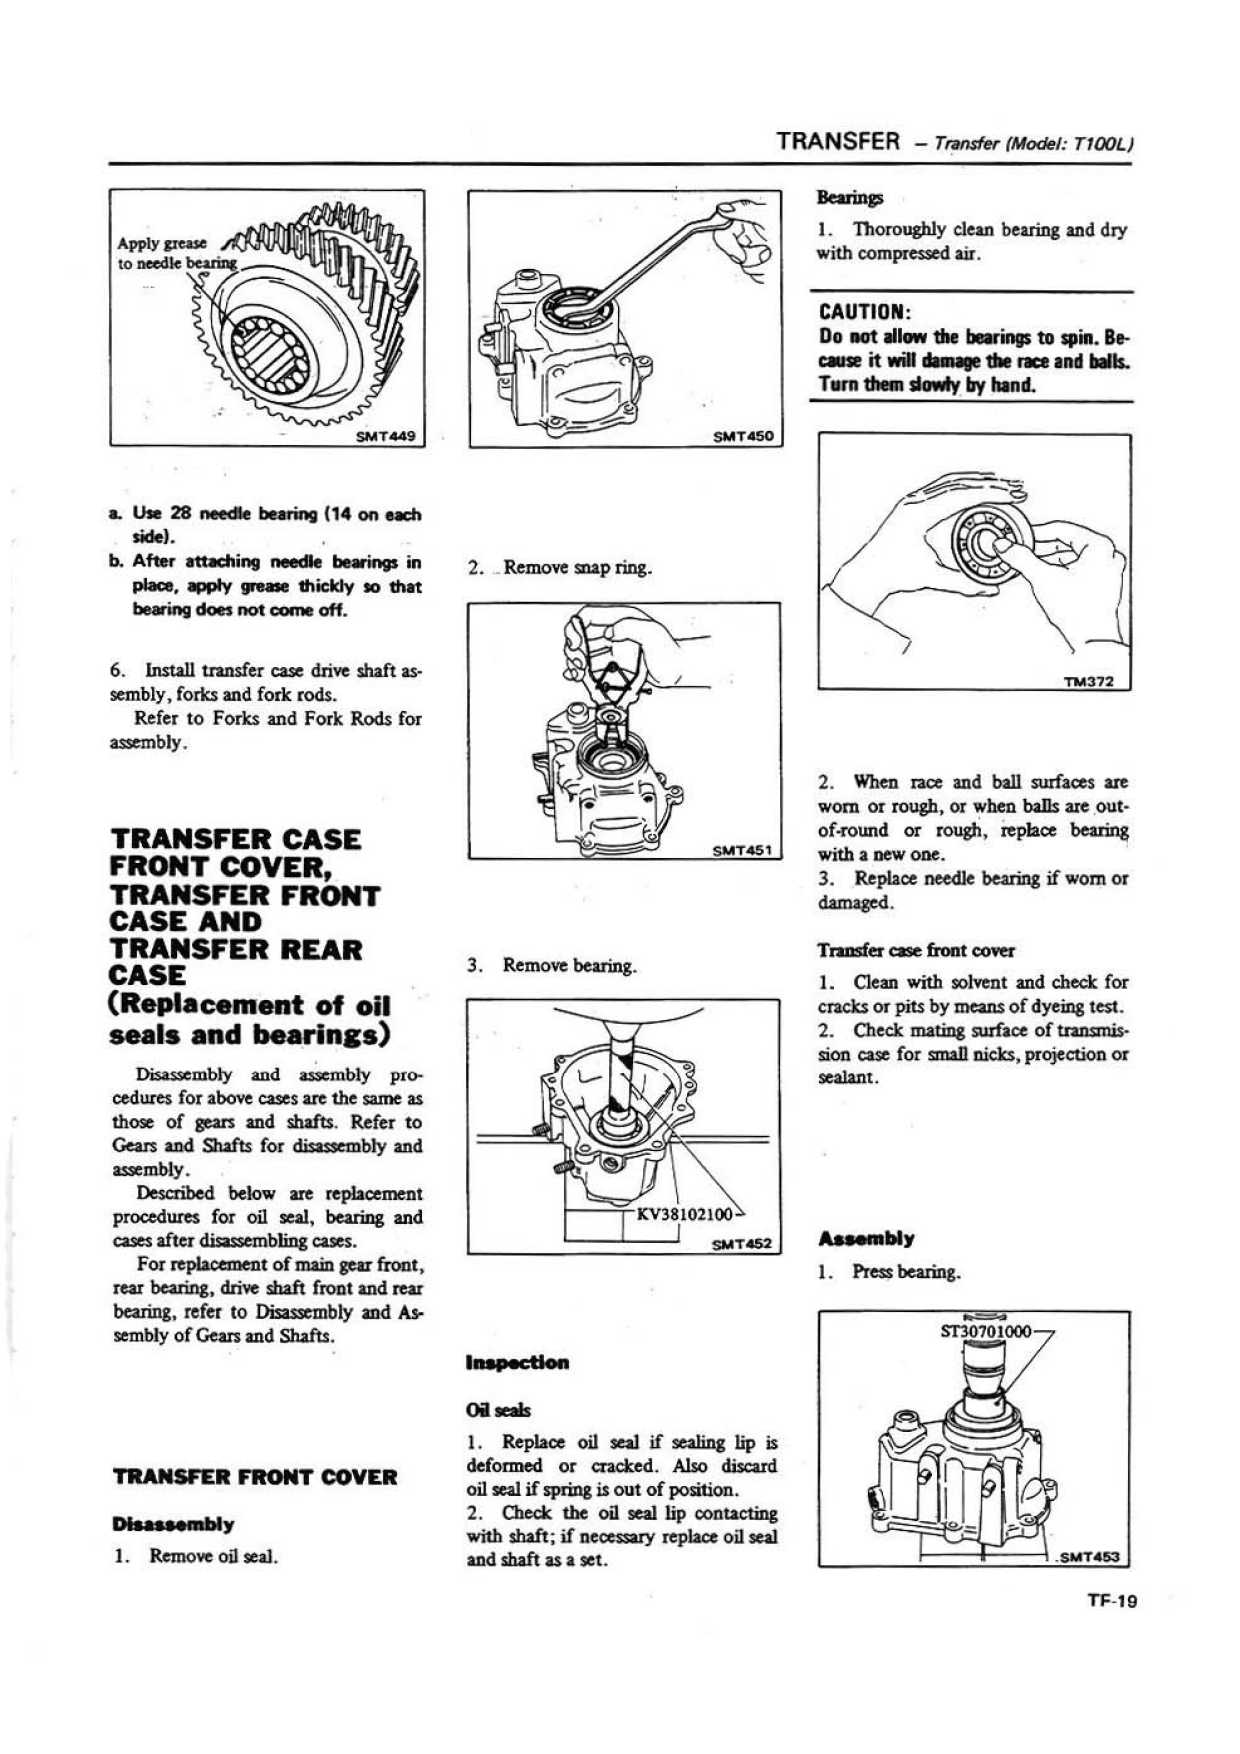 TRANSFER – Transfer (Model: T100L)
Apply grease
to needle bearing
SMT449
a. Use 28 needle bearing (14 on each
side).
b. After attaching needle bearings in
place, apply grease thickly so that
bearing does not come off.
6. Install transfer case drive shaft as-
sembly, forks and fork rods.
Refer to Forks and Fork Rods for
assembly.
TRANSFER CASE
FRONT COVER,
TRANSFER FRONT
CASE AND
TRANSFER REAR
CASE
(Replacement of oil
seals and bearings)
Disassembly and assembly pro-
cedures for above cases are the same as
those of gears and shafts. Refer to
Gears and Shafts for disassembly and
assembly.
Described below are replacement
procedures for oil seal, bearing and
cases after disassembling cases.
For replacement of main gear front,
rear bearing, drive shaft front and rear
bearing, refer to Disassembly and As-
sembly of Gears and Shafts.
TRANSFER FRONT COVER
Disassembly
1. Remove oil seal.
SMT450
2. Remove snap ring.
SMT451
3. Remove bearing.
KV38102100
SMT452
Inspection
Oil seals
1. Replace oil seal if sealing lip is
deformed or cracked. Also discard
oil seal if spring is out of position.
2. Check the oil seal lip contacting
with shaft; if necessary replace oil seal
and shaft as a set.
Bearings
1. Thoroughly clean bearing and dry
with compressed air.
CAUTION:
Do not allow the bearings to spin. Be-
cause it will damage the race and balls.
Turn them slowly by hand.
TM372
2. When race and ball surfaces are
worn or rough, or when balls are out-
of-round or rough, replace bearing
with a new one.
3. Replace needle bearing if worn or
damaged.
Transfer case front cover
1. Clean with solvent and check for
cracks or pits by means of dyeing test.
2. Check mating surface of transmis-
sion case for small nicks, projection or
sealant.
Assembly
1. Press bearing.
ST30701000
SMT453
TF-19